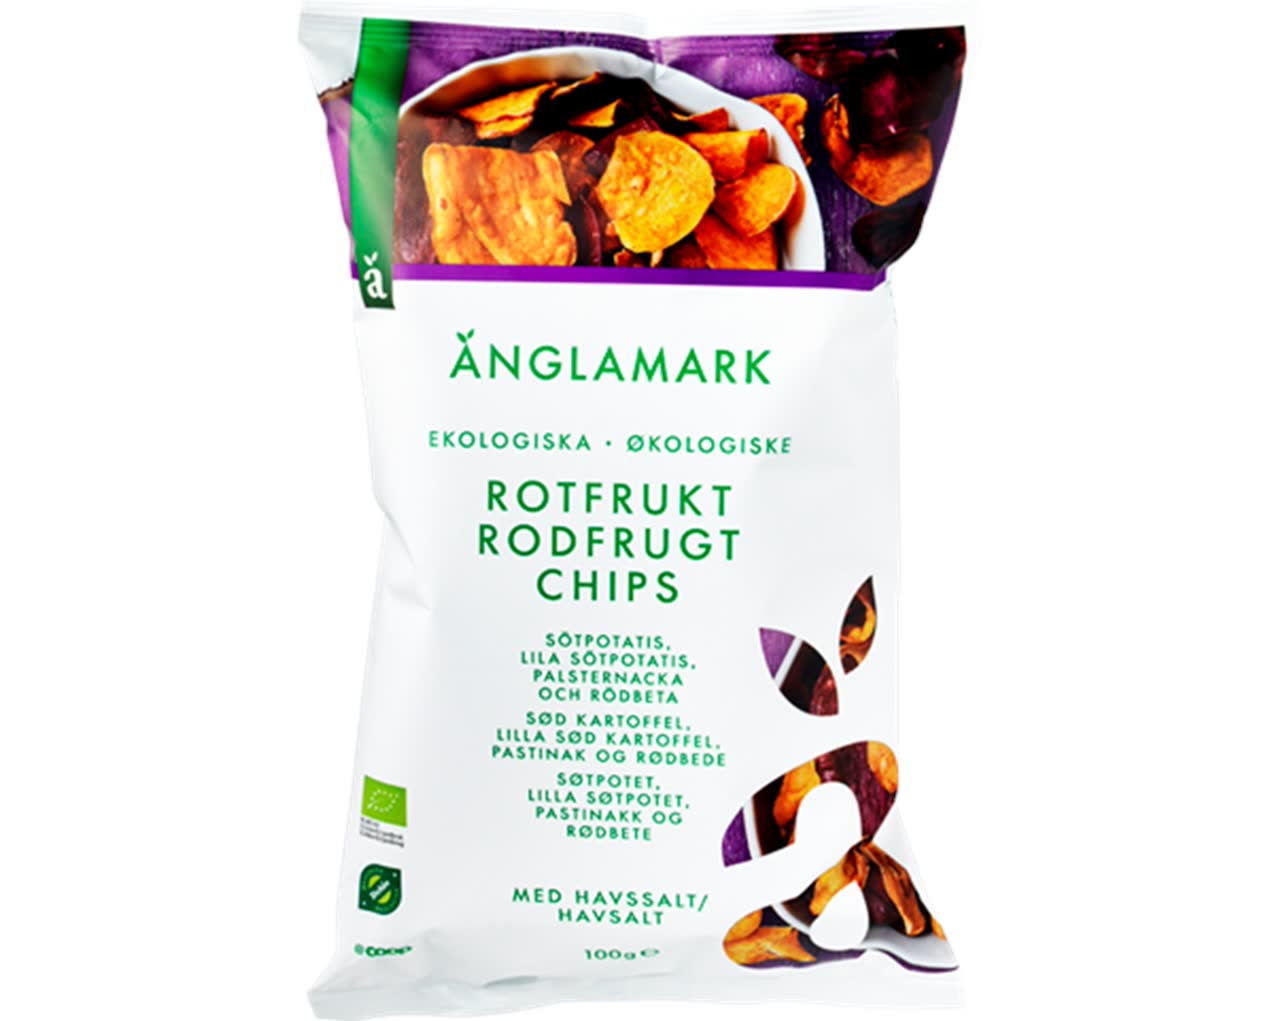 ä
ÄNGLAMARK
EKOLOGISKA · ØKOLOGISKE
ROTFRUKT
RODFRUGT
CHIPS
SÖTPOTATIS,
LILA SÖTPOTATIS,
PALSTERNACKA
OCH RÖDBETA
SØD KARTOFFEL,
LILLA SØD KARTOFFEL,
PASTINAK OG RØDBEDE
SØTPOTET,
LILLA SØTPOTET,
PASTINAKK OG
RØDBETE
MED HAVSSALT/
HAVSALT
coop
100g ℮